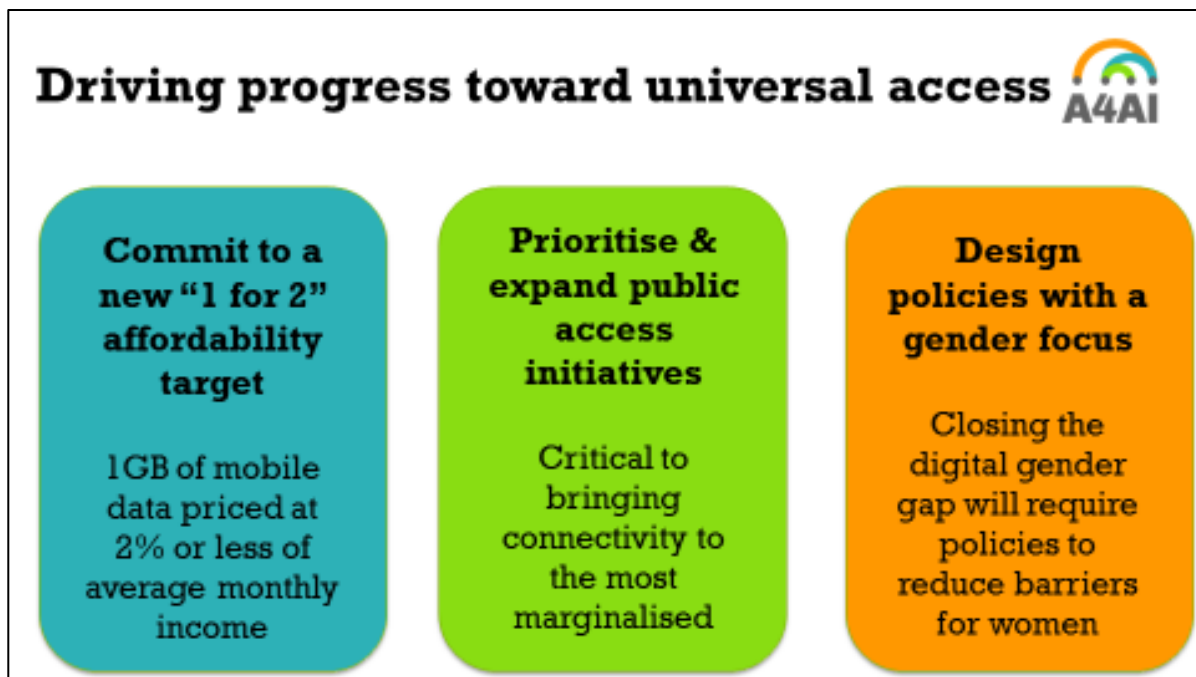 Driving progress toward universal access
A4AI
Commit to a
new “1 for 2”
affordability
target
1GB of mobile
data priced at
2% or less of
average monthly
income
Prioritise &
expand public
access
initiatives
Critical to
bringing
connectivity to
the most
marginalised
Design
policies with a
gender focus
Closing the
digital gender
gap will require
policies to
reduce barriers
for women